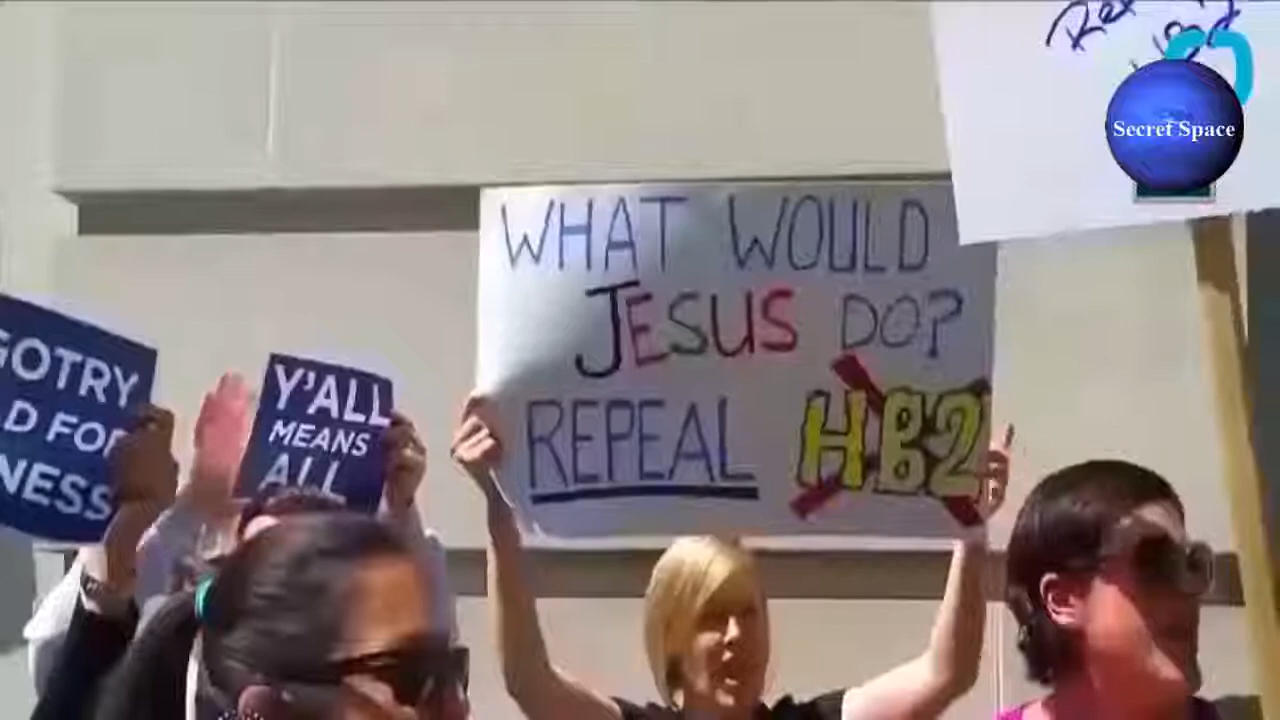 WHAT WOULD
JESUS DO?
REPEAL HB2
Y'ALL
MEANS
ALL
GOTRY
D FOR
NESS
Secret Space